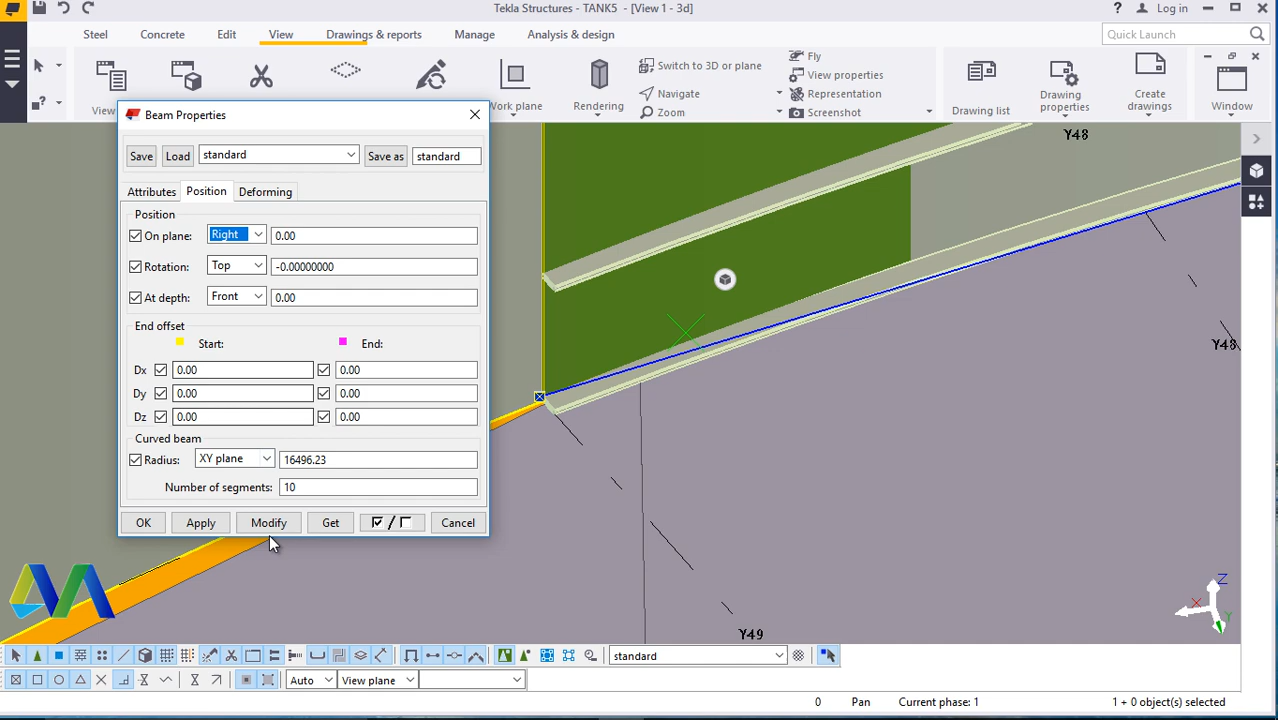 Tekla Structures - TANK5 - [View 1 - 3d]
? Log in
Steel Concrete Edit View Drawings & reports Manage Analysis & design
Quick Launch
Switch to 3D or plane
Navigate
Zoom
Fly
View properties
Representation
Screenshot
View
Work plane
Rendering
Drawing list
Drawing properties
Create drawings
Window
Beam Properties
Save Load standard Save as standard
Attributes Position Deforming
Position
On plane: Right 0.00
Rotation: Top -0.00000000
At depth: Front 0.00
End offset
Start: End:
Dx 0.00 0.00
Dy 0.00 0.00
Dz 0.00 0.00
Curved beam
Radius: XY plane 16496.23
Number of segments: 10
OK Apply Modify Get / Cancel
Y48
Y48
Y49
Z
X
Y
standard
Auto View plane
0 Pan Current phase: 1 1 + 0 object(s) selected